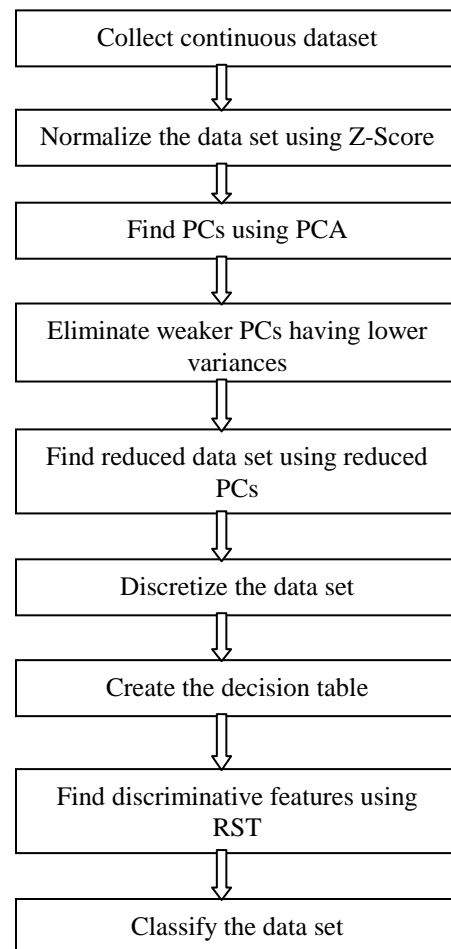 Collect continuous dataset
Normalize the data set using Z-Score
Find PCs using PCA
Eliminate weaker PCs having lower
variances
Find reduced data set using reduced
PCs
Discretize the data set
Create the decision table
Find discriminative features using
RST
Classify the data set